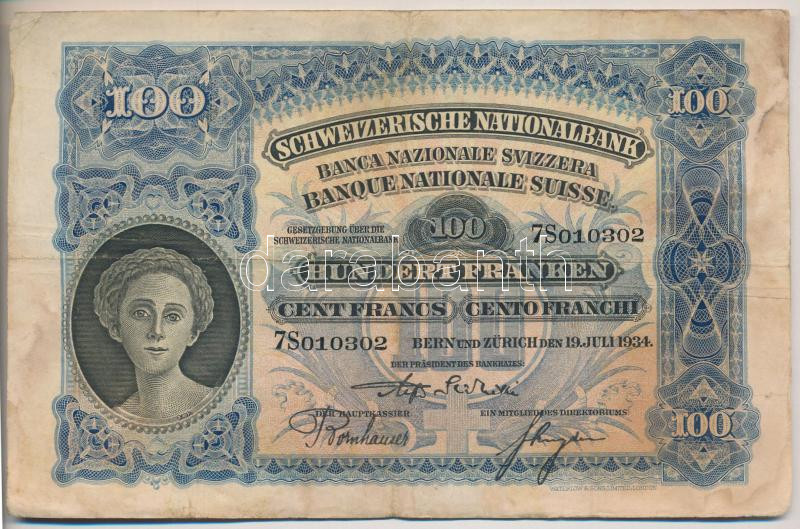 100
100
SCHWEIZERISCHE NATIONALBANK
BANCA NAZIONALE SVIZZERA
BANQUE NATIONALE SUISSE.
GESETZGEBUNG ÜBER DIE
SCHWEIZERISCHE NATIONALBANK
100
7S010302
darabanth
HUNDERT FRANKEN
CENT FRANCS CENTO FRANCHI
7S010302
BERN UND ZÜRICH DEN 19. JULI 1934.
DER PRÄSIDENT DES BANKRATES:
DER HAUPTKASSIER
EIN MITGLIED DES DIREKTORIUMS
Bornhauser
100
WATERLOW & SONS LIMITED, LONDON